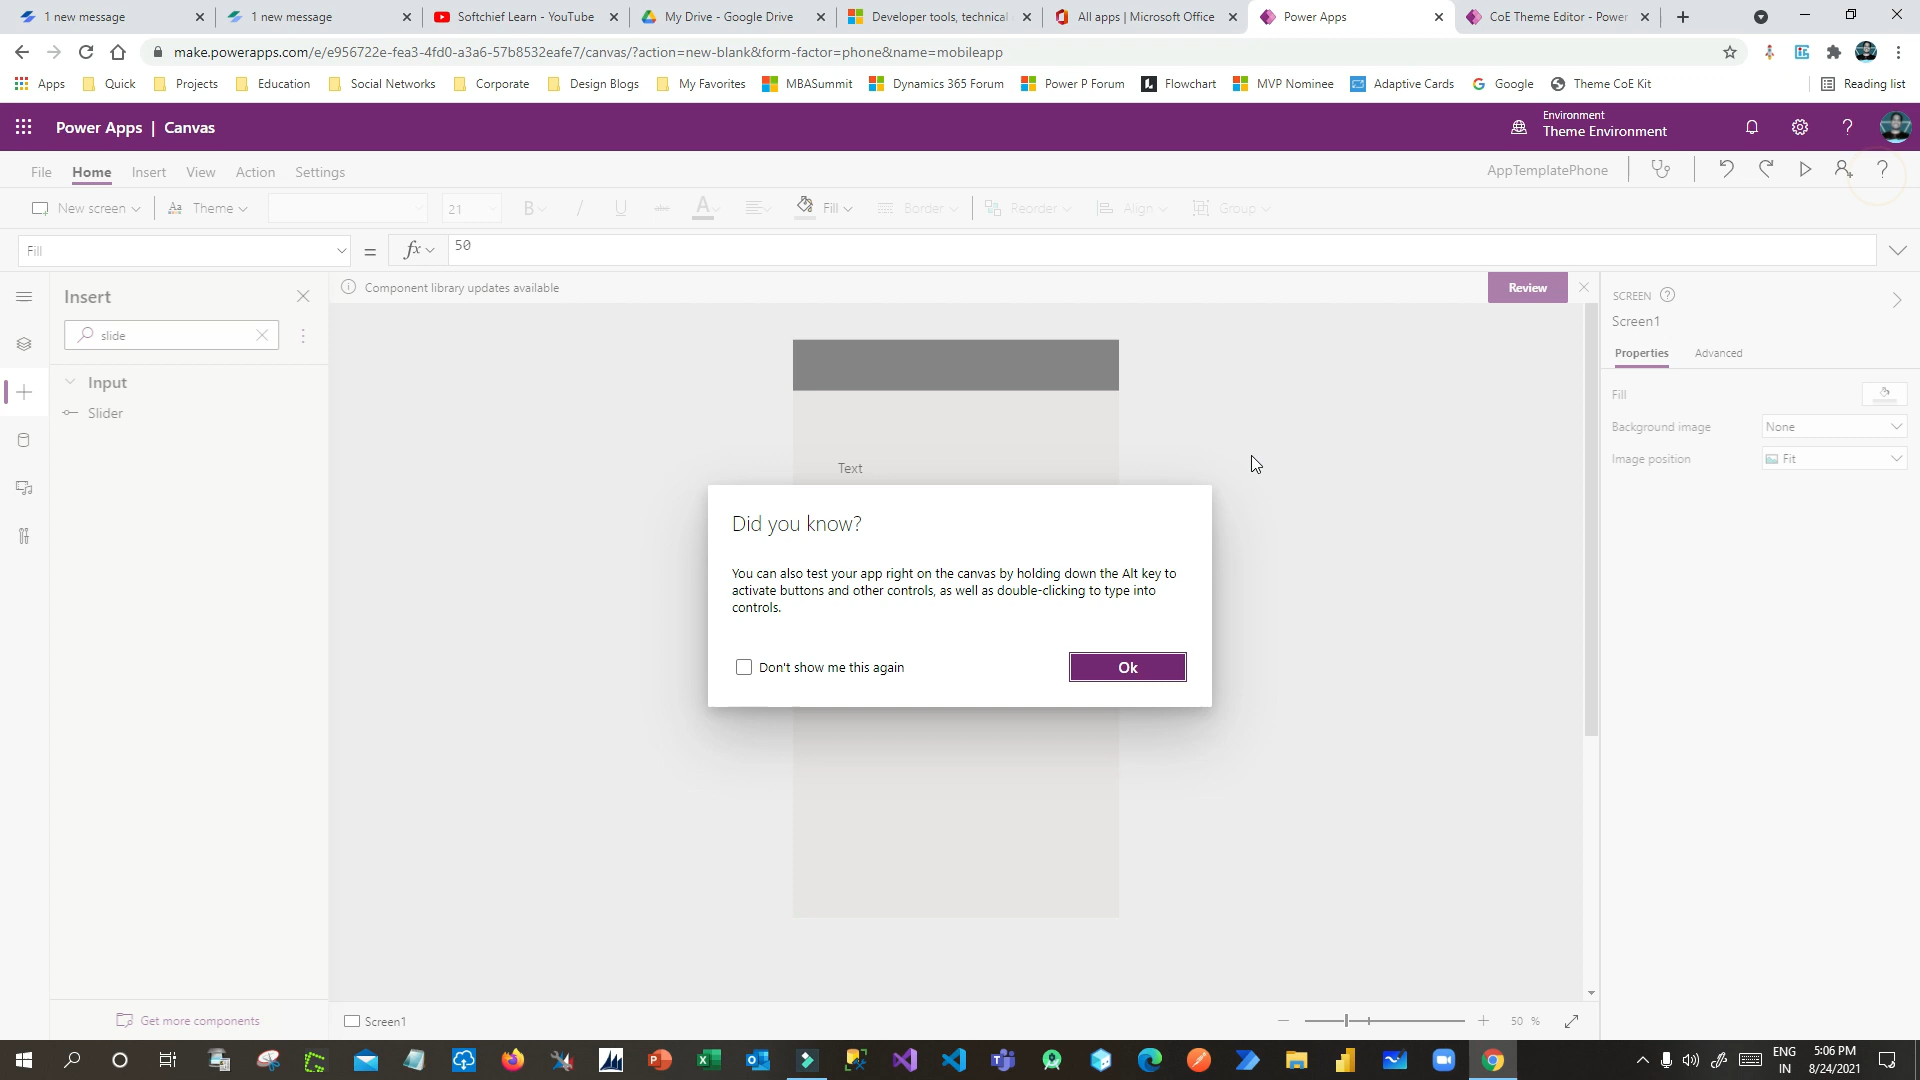 1 new message
1 new message
Softchief Learn - YouTube
My Drive - Google Drive
Developer tools, technical
All apps | Microsoft Office
Power Apps
CoE Theme Editor - Power
make.powerapps.com/e/e956722e-fea3-4fd0-a3a6-57b8532eafe7/canvas/?action=new-blank&form-factor=phone&name=mobileapp
Apps Quick Projects Education Social Networks Corporate Design Blogs My Favorites MBASummit Dynamics 365 Forum Power P Forum Flowchart MVP Nominee Adaptive Cards Google Theme CoE Kit Reading list
Power Apps | Canvas
Environment
Theme Environment
File Home Insert View Action Settings
AppTemplatePhone
New screen Theme 21 B / U abc A Fill Border Reorder Align Group
Fill = fx 50
Insert
Component library updates available
Review
slide
Input
Slider
Text
Did you know?
You can also test your app right on the canvas by holding down the Alt key to
activate buttons and other controls, as well as double-clicking to type into
controls.
Don't show me this again
Ok
SCREEN
Screen1
Properties Advanced
Fill
Background image None
Image position Fit
Get more components
Screen1
50 %
ENG
IN
5:06 PM
8/24/2021